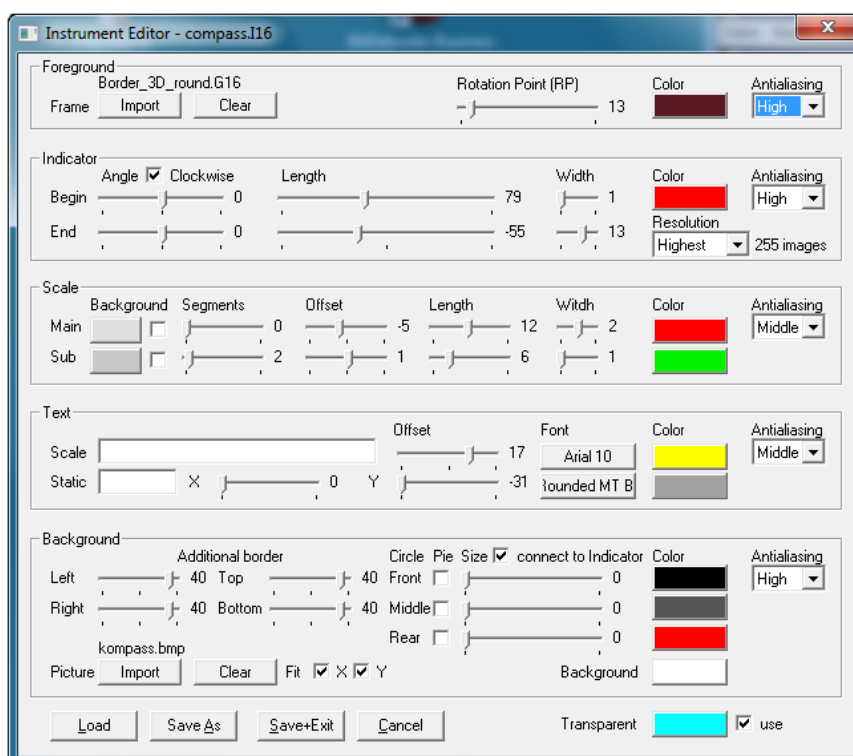 Instrument Editor - compass.I16
x
Foreground
Border_3D_round.G16 Rotation Point (RP) Color Antialiasing
Frame Import Clear 13 High
Indicator
Angle Clockwise Length Width Color Antialiasing
Begin 0 79 1 High
Resolution
End 0 -55 13 Highest 255 images
Scale
Background Segments Offset Length Witdh Color Antialiasing
Main 0 -5 12 2 Middle
Sub 2 1 6 1
Text
Offset Font Color Antialiasing
Scale 17 Arial 10 Middle
Static X 0 Y -31 Rounded MT B
Background
Additional border Circle Pie Size connect to Indicator Color Antialiasing
Left 40 Top 40 Front 0 High
Right 40 Bottom 40 Middle 0
Rear 0
kompass.bmp
Picture Import Clear Fit X Y Background
Load Save As Save+Exit Cancel Transparent use